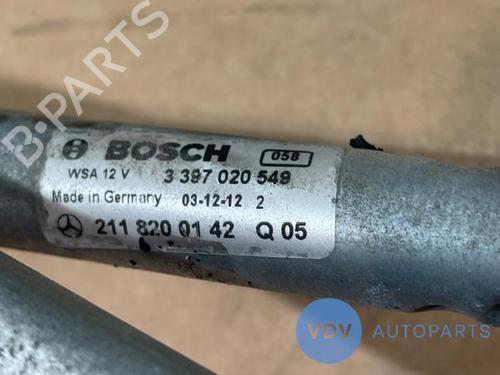 B-PARTS
BOSCH 058
WSA 12 V 3 397 020 549
Made in Germany 03-12-12 2
211 820 01 42 Q 05
VDV AUTOPARTS